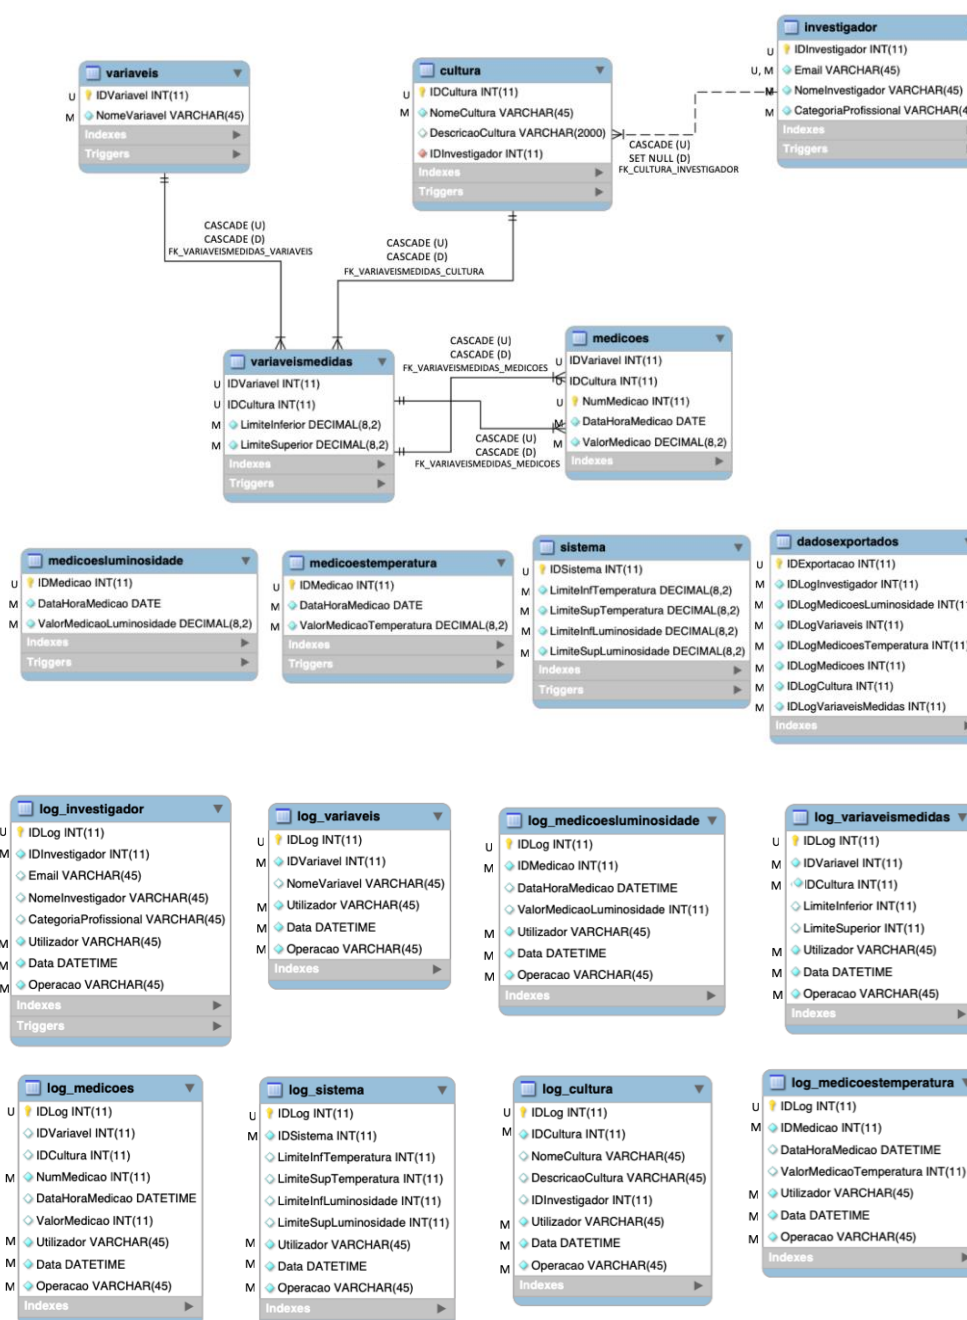 variaveis
U IDVariavel INT(11)
M NomeVariavel VARCHAR(45)
Indexes
Triggers
cultura
U IDCultura INT(11)
M NomeCultura VARCHAR(45)
DescricaoCultura VARCHAR(2000)
IDInvestigador INT(11)
Indexes
Triggers
investigador
U IDInvestigador INT(11)
U, M Email VARCHAR(45)
M NomeInvestigador VARCHAR(45)
M CategoriaProfissional VARCHAR(4
Indexes
Triggers
CASCADE (U)
SET NULL (D)
FK_CULTURA_INVESTIGADOR
CASCADE (U)
CASCADE (D)
FK_VARIAVEISMEDIDAS_VARIAVEIS
CASCADE (U)
CASCADE (D)
FK_VARIAVEISMEDIDAS_CULTURA
variaveismedidas
U IDVariavel INT(11)
U IDCultura INT(11)
M LimiteInferior DECIMAL(8,2)
M LimiteSuperior DECIMAL(8,2)
Indexes
Triggers
CASCADE (U)
CASCADE (D)
FK_VARIAVEISMEDIDAS_MEDICOES
CASCADE (U)
CASCADE (D)
FK_VARIAVEISMEDIDAS_MEDICOES
medicoes
U IDVariavel INT(11)
U IDCultura INT(11)
U NumMedicao INT(11)
M DataHoraMedicao DATE
M ValorMedicao DECIMAL(8,2)
Indexes
medicoesluminosidade
U IDMedicao INT(11)
M DataHoraMedicao DATE
M ValorMedicaoLuminosidade DECIMAL(8,2)
Indexes
Triggers
medicoestemperatura
U IDMedicao INT(11)
M DataHoraMedicao DATE
M ValorMedicaoTemperatura DECIMAL(8,2)
Indexes
Triggers
sistema
U IDSistema INT(11)
M LimiteInfTemperatura DECIMAL(8,2)
M LimiteSupTemperatura DECIMAL(8,2)
M LimiteInfLuminosidade DECIMAL(8,2)
M LimiteSupLuminosidade DECIMAL(8,2)
Indexes
Triggers
dadosexportados
U IDExportacao INT(11)
M IDLogInvestigador INT(11)
M IDLogMedicoesLuminosidade INT(1
M IDLogVariaveis INT(11)
M IDLogMedicoesTemperatura INT(11)
M IDLogMedicoes INT(11)
M IDLogCultura INT(11)
M IDLogVariaveisMedidas INT(11)
Indexes
log_investigador
U IDLog INT(11)
M IDInvestigador INT(11)
Email VARCHAR(45)
NomeInvestigador VARCHAR(45)
CategoriaProfissional VARCHAR(45)
M Utilizador VARCHAR(45)
M Data DATETIME
M Operacao VARCHAR(45)
Indexes
Triggers
log_variaveis
U IDLog INT(11)
M IDVariavel INT(11)
NomeVariavel VARCHAR(45)
M Utilizador VARCHAR(45)
M Data DATETIME
M Operacao VARCHAR(45)
Indexes
log_medicoesluminosidade
U IDLog INT(11)
M IDMedicao INT(11)
DataHoraMedicao DATETIME
ValorMedicaoLuminosidade INT(11)
M Utilizador VARCHAR(45)
M Data DATETIME
M Operacao VARCHAR(45)
Indexes
log_variaveismedidas
U IDLog INT(11)
M IDVariavel INT(11)
M IDCultura INT(11)
LimiteInferior INT(11)
LimiteSuperior INT(11)
M Utilizador VARCHAR(45)
M Data DATETIME
M Operacao VARCHAR(45)
Indexes
log_medicoes
U IDLog INT(11)
IDVariavel INT(11)
IDCultura INT(11)
M NumMedicao INT(11)
DataHoraMedicao DATETIME
ValorMedicao INT(11)
M Utilizador VARCHAR(45)
M Data DATETIME
M Operacao VARCHAR(45)
Indexes
log_sistema
U IDLog INT(11)
M IDSistema INT(11)
LimiteInfTemperatura INT(11)
LimiteSupTemperatura INT(11)
LimiteInfLuminosidade INT(11)
LimiteSupLuminosidade INT(11)
M Utilizador VARCHAR(45)
M Data DATETIME
M Operacao VARCHAR(45)
Indexes
log_cultura
U IDLog INT(11)
M IDCultura INT(11)
NomeCultura VARCHAR(45)
DescricaoCultura VARCHAR(45)
IDInvestigador INT(11)
M Utilizador VARCHAR(45)
M Data DATETIME
M Operacao VARCHAR(45)
Indexes
log_medicoestemperatura
U IDLog INT(11)
M IDMedicao INT(11)
DataHoraMedicao DATETIME
ValorMedicaoTemperatura INT(11)
M Utilizador VARCHAR(45)
M Data DATETIME
M Operacao VARCHAR(45)
Indexes